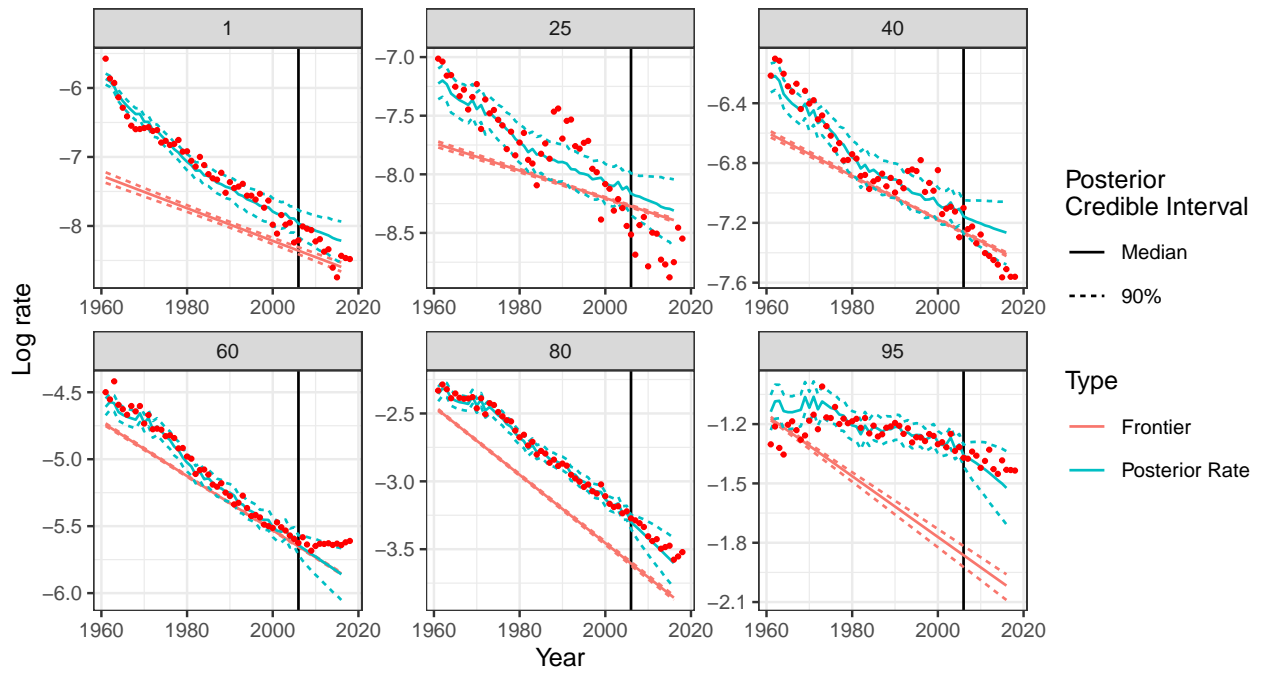 1
25
40
−6
−7
−8
−7.0
−7.5
−8.0
−8.5
−6.4
−6.8
−7.2
−7.6
1960 1980 2000 2020
1960 1980 2000 2020
1960 1980 2000 2020
60
80
95
−4.5
−5.0
−5.5
−6.0
−2.5
−3.0
−3.5
−1.2
−1.5
−1.8
−2.1
1960 1980 2000 2020
1960 1980 2000 2020
1960 1980 2000 2020
Log rate
Year
Posterior
Credible Interval
Median
90%
Type
Frontier
Posterior Rate